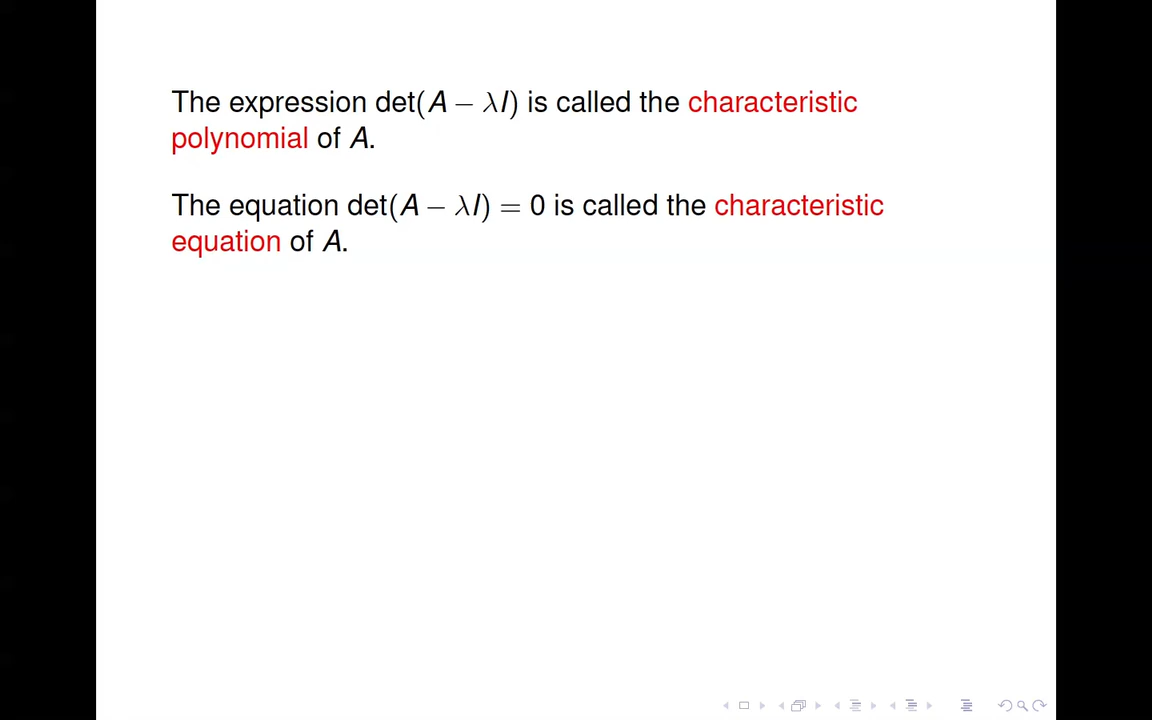 The expression det(A − λI) is called the characteristic
polynomial of A.
The equation det(A − λI) = 0 is called the characteristic
equation of A.